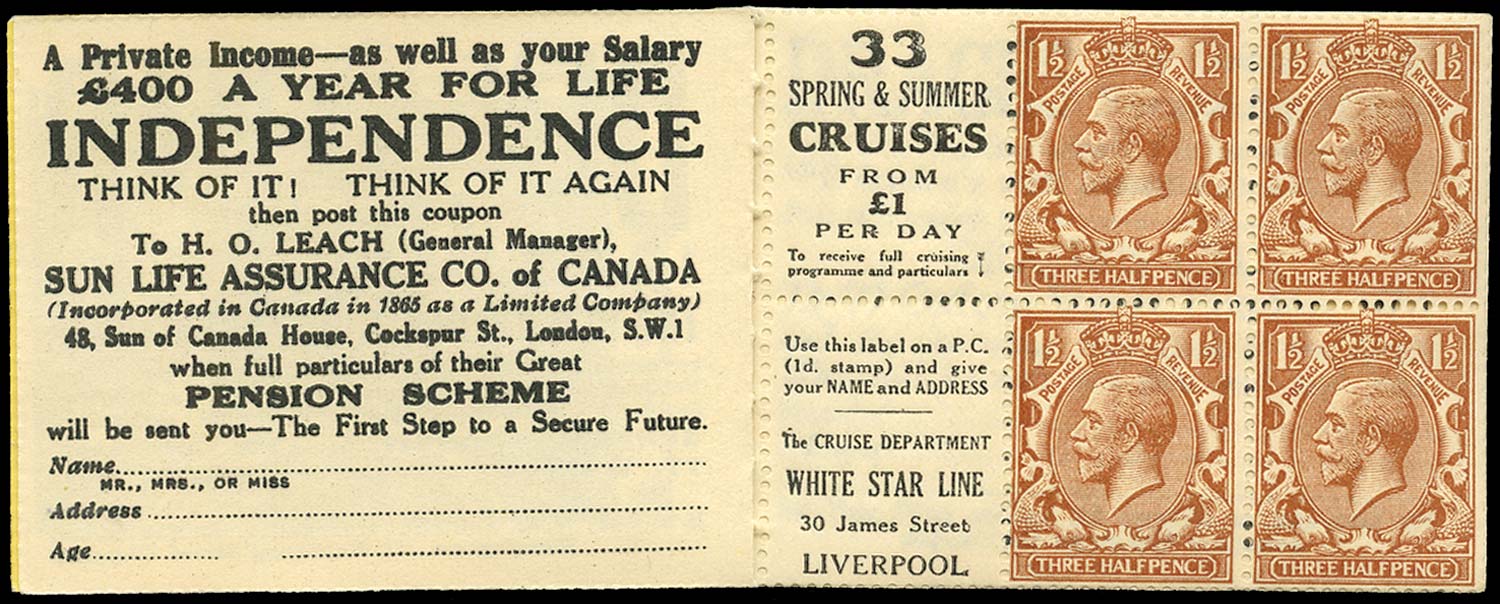 A Private Income—as well as your Salary
£400 A YEAR FOR LIFE
INDEPENDENCE
THINK OF IT! THINK OF IT AGAIN
then post this coupon
To H. O. LEACH (General Manager),
SUN LIFE ASSURANCE CO. of CANADA
(Incorporated in Canada in 1865 as a Limited Company)
48, Sun of Canada House, Cockspur St., London, S.W.1
when full particulars of their Great
PENSION SCHEME
will be sent you—The First Step to a Secure Future.
Name
MR., MRS., OR MISS
Address
Age
33
SPRING & SUMMER
CRUISES
FROM
£1
PER DAY
To receive full cruising
programme and particulars
Use this label on a P.C.
(1d. stamp) and give
your NAME and ADDRESS
The CRUISE DEPARTMENT
WHITE STAR LINE
30 James Street
LIVERPOOL
1½ 1½
POSTAGE REVENUE
THREE HALFPENCE
1½ 1½
POSTAGE REVENUE
THREE HALFPENCE
1½ 1½
POSTAGE REVENUE
THREE HALFPENCE
1½ 1½
POSTAGE REVENUE
THREE HALFPENCE